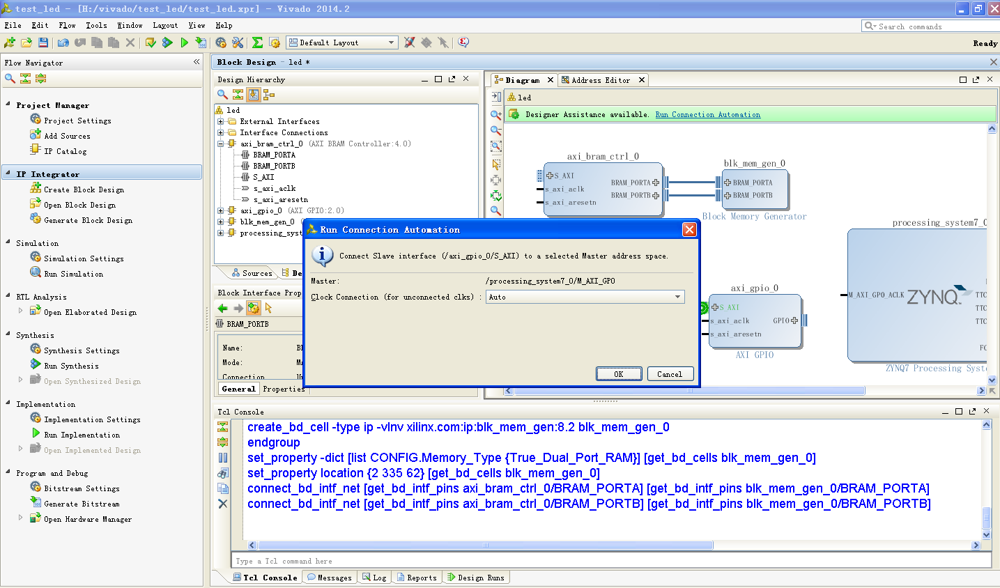 test_led - [H:/vivado/test_led/test_led.xpr] - Vivado 2014.2
File Edit Flow Tools Window Layout View Help
Search commands
Default Layout
Ready
Flow Navigator
Project Manager
Project Settings
Add Sources
IP Catalog
IP Integrator
Create Block Design
Open Block Design
Generate Block Design
Simulation
Simulation Settings
Run Simulation
RTL Analysis
Open Elaborated Design
Synthesis
Synthesis Settings
Run Synthesis
Open Synthesized Design
Implementation
Implementation Settings
Run Implementation
Open Implemented Design
Program and Debug
Bitstream Settings
Generate Bitstream
Open Hardware Manager
Block Design - led *
Design Hierarchy
led
External Interfaces
Interface Connections
axi_bram_ctrl_0 (AXI BRAM Controller:4.0)
BRAM_PORTA
BRAM_PORTB
S_AXI
s_axi_aclk
s_axi_aresetn
axi_gpio_0 (AXI GPIO:2.0)
blk_mem_gen_0
processing_syst
Sources De
Block Interface Prop
BRAM_PORTB
Name: B
Mode: M
Connection U
General Properties
Diagram Address Editor
led
Designer Assistance available. Run Connection Automation
axi_bram_ctrl_0
S_AXI
s_axi_aclk
s_axi_aresetn
BRAM_PORTA
BRAM_PORTB
blk_mem_gen_0
BRAM_PORTA
BRAM_PORTB
Block Memory Generator
processing_system7_0
M_AXI_GP0_ACLK
ZYNQ
TTC
TTC
TTC
FC
ZYNQ7 Processing Syste
axi_gpio_0
S_AXI
s_axi_aclk
s_axi_aresetn
GPIO
AXI GPIO
Run Connection Automation
Connect Slave interface (/axi_gpio_0/S_AXI) to a selected Master address space.
Master: /processing_system7_0/M_AXI_GP0
Clock Connection (for unconnected clks) : Auto
OK Cancel
Tcl Console
create_bd_cell -type ip -vlnv xilinx.com:ip:blk_mem_gen:8.2 blk_mem_gen_0
endgroup
set_property -dict [list CONFIG.Memory_Type {True_Dual_Port_RAM}] [get_bd_cells blk_mem_gen_0]
set_property location {2 335 62} [get_bd_cells blk_mem_gen_0]
connect_bd_intf_net [get_bd_intf_pins axi_bram_ctrl_0/BRAM_PORTA] [get_bd_intf_pins blk_mem_gen_0/BRAM_PORTA]
connect_bd_intf_net [get_bd_intf_pins axi_bram_ctrl_0/BRAM_PORTB] [get_bd_intf_pins blk_mem_gen_0/BRAM_PORTB]
Type a Tcl command here
Tcl Console Messages Log Reports Design Runs